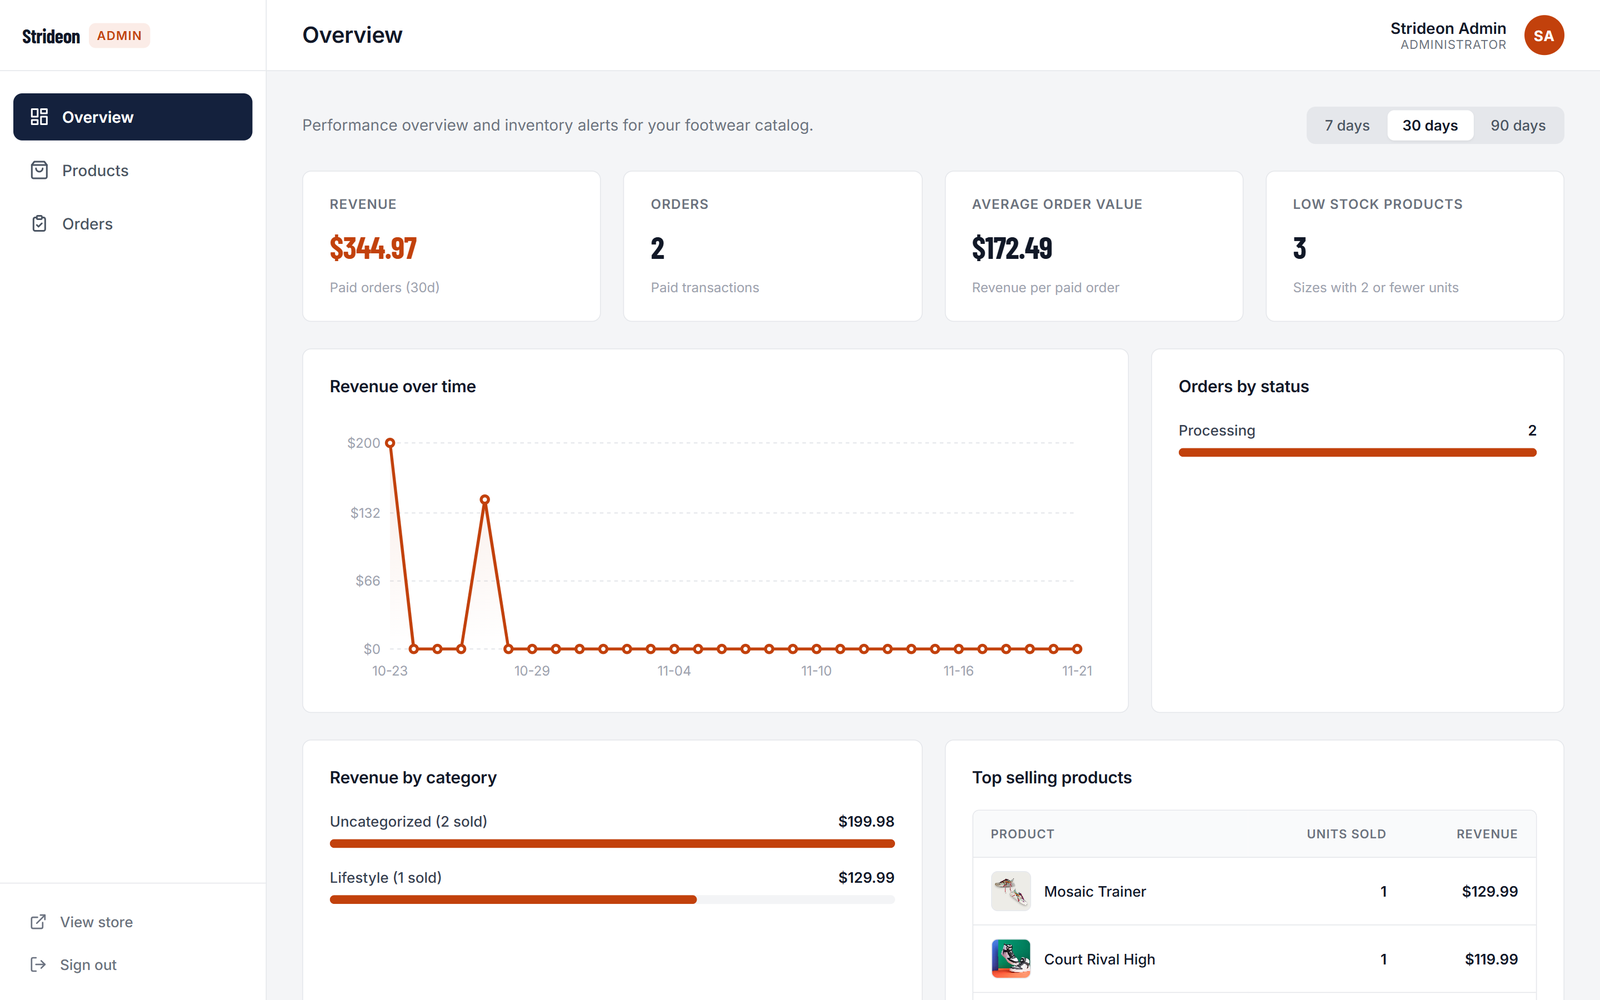 Strideon ADMIN
Overview
Strideon Admin
ADMINISTRATOR
SA
Overview
Products
Orders
View store
Sign out
Performance overview and inventory alerts for your footwear catalog.
7 days 30 days 90 days
REVENUE
$344.97
Paid orders (30d)
ORDERS
2
Paid transactions
AVERAGE ORDER VALUE
$172.49
Revenue per paid order
LOW STOCK PRODUCTS
3
Sizes with 2 or fewer units
Revenue over time
$200
$132
$66
$0
10-23 10-29 11-04 11-10 11-16 11-21
Orders by status
Processing 2
Revenue by category
Uncategorized (2 sold) $199.98
Lifestyle (1 sold) $129.99
Top selling products
PRODUCT UNITS SOLD REVENUE
Mosaic Trainer 1 $129.99
Court Rival High 1 $119.99